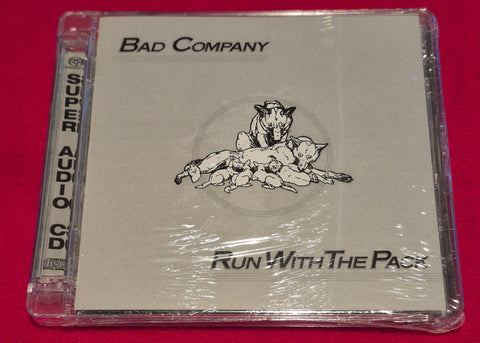 BAD COMPANY
RUN WITH THE PACK
SUPER AUDIO CD